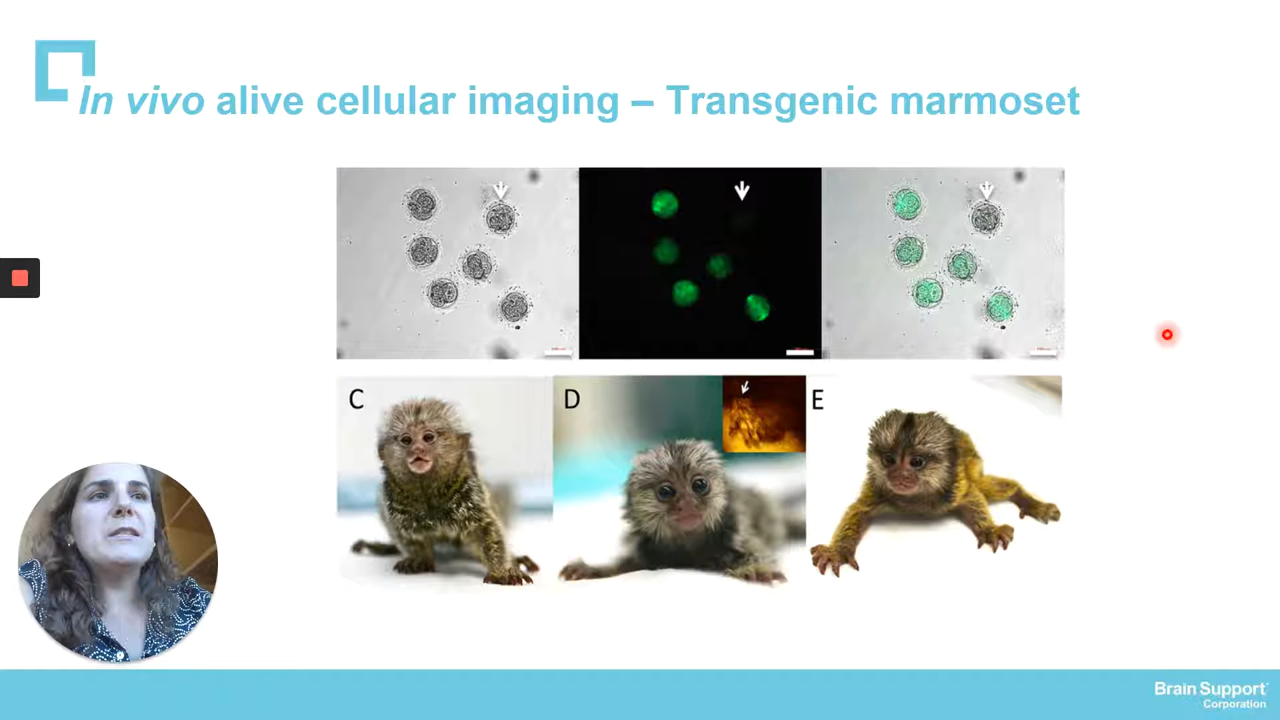 In vivo alive cellular imaging – Transgenic marmoset
C
D
E
Brain Support
Corporation